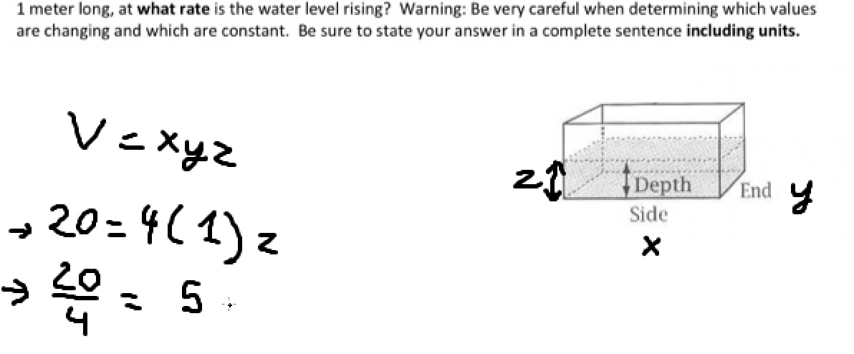 1 meter long, at what rate is the water level rising? Warning: Be very careful when determining which values
are changing and which are constant. Be sure to state your answer in a complete sentence including units.
V = xyz
z
Depth
End
y
Side
x
→ 20 = 4(1) z
→ 20/4 = 5